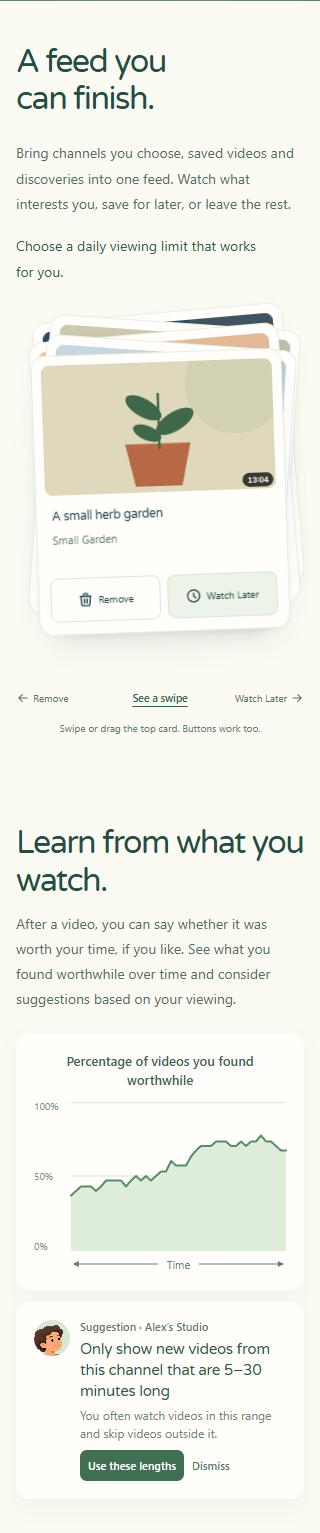 A feed you
can finish.
Bring channels you choose, saved videos and
discoveries into one feed. Watch what
interests you, save for later, or leave the rest.
Choose a daily viewing limit that works
for you.
13:04
A small herb garden
Small Garden
Remove
Watch Later
← Remove
See a swipe
Watch Later →
Swipe or drag the top card. Buttons work too.
Learn from what you
watch.
After a video, you can say whether it was
worth your time, if you like. See what you
found worthwhile over time and consider
suggestions based on your viewing.
Percentage of videos you found
worthwhile
100%
50%
0%
Time
Suggestion · Alex's Studio
Only show new videos from
this channel that are 5–30
minutes long
You often watch videos in this range
and skip videos outside it.
Use these lengths
Dismiss